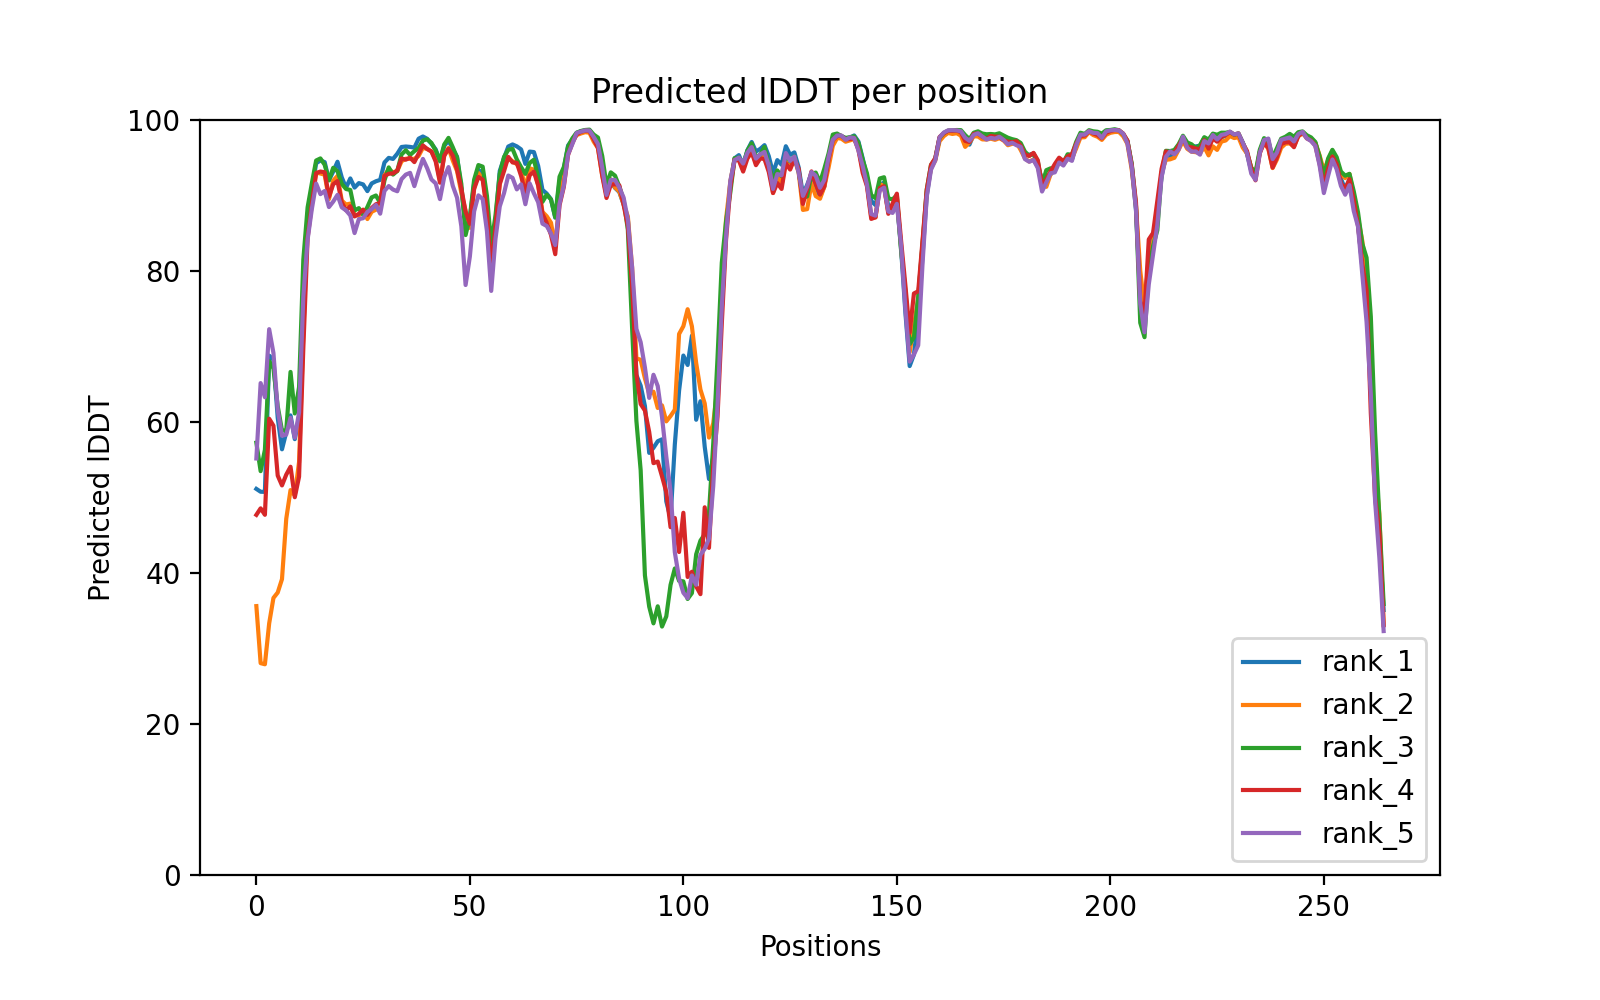 Predicted lDDT per position
100
80
60
40
20
0
Predicted lDDT
0 50 100 150 200 250
Positions
rank_1
rank_2
rank_3
rank_4
rank_5